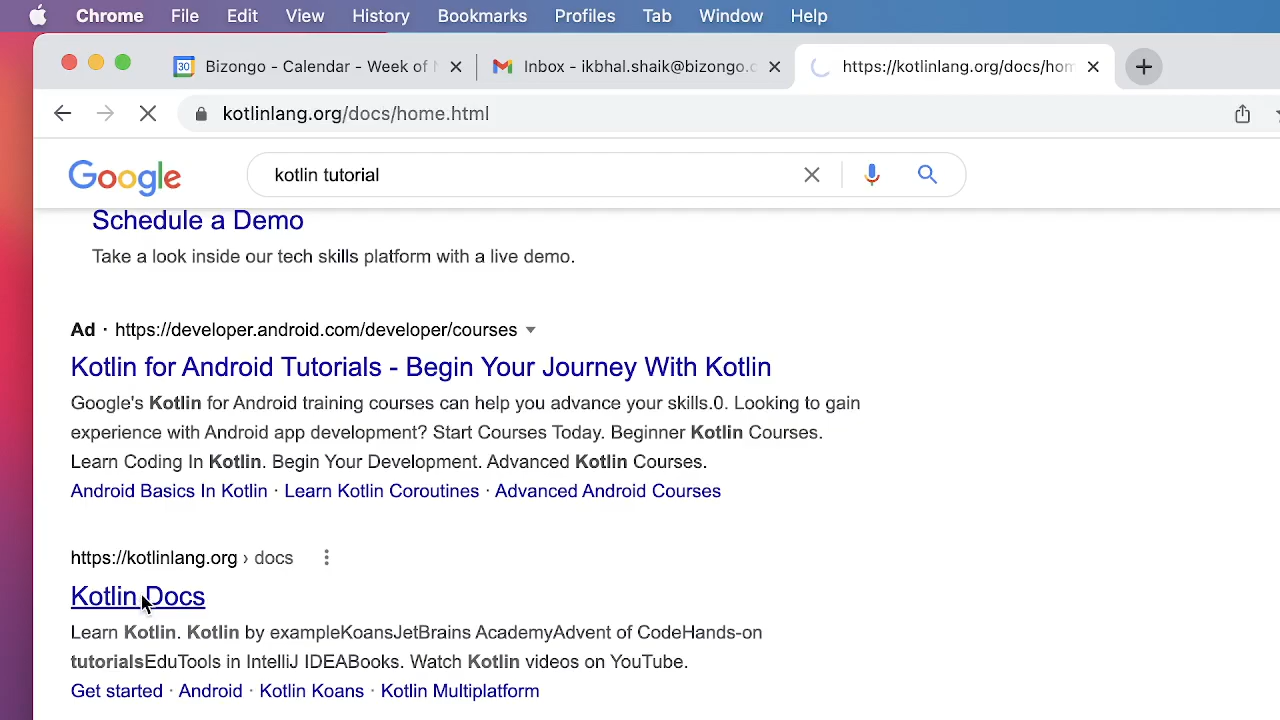 Chrome File Edit View History Bookmarks Profiles Tab Window Help
30 Bizongo - Calendar - Week of Inbox - ikbhal.shaik@bizongo.c https://kotlinlang.org/docs/hom
kotlinlang.org/docs/home.html
Google kotlin tutorial
Schedule a Demo
Take a look inside our tech skills platform with a live demo.
Ad · https://developer.android.com/developer/courses
Kotlin for Android Tutorials - Begin Your Journey With Kotlin
Google's Kotlin for Android training courses can help you advance your skills.0. Looking to gain
experience with Android app development? Start Courses Today. Beginner Kotlin Courses.
Learn Coding In Kotlin. Begin Your Development. Advanced Kotlin Courses.
Android Basics In Kotlin · Learn Kotlin Coroutines · Advanced Android Courses
https://kotlinlang.org › docs
Kotlin Docs
Learn Kotlin. Kotlin by exampleKoansJetBrains AcademyAdvent of CodeHands-on
tutorialsEduTools in IntelliJ IDEABooks. Watch Kotlin videos on YouTube.
Get started · Android · Kotlin Koans · Kotlin Multiplatform